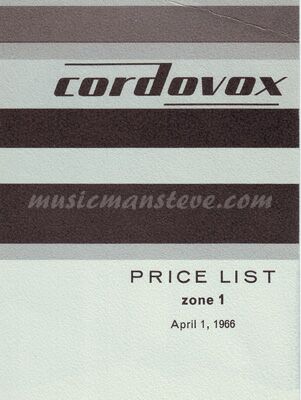 cordovox
musicmansteve.com
PRICE LIST
zone 1
April 1, 1966